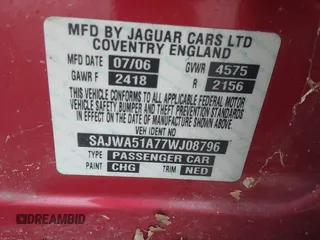 MFD BY JAGUAR CARS LTD
COVENTRY ENGLAND
MFD DATE 07/06 GVWR 4575
GAWR F 2418 R 2156
THIS VEHICLE CONFORMS TO ALL APPLICABLE FEDERAL MOTOR
VEHICLE SAFETY, BUMPER AND THEFT PREVENTION STANDARDS
IN EFFECT ON THE DATE OF MANUFACTURE SHOWN ABOVE
VEH IDENT NO
SAJWA51A77WJ08796
TYPE PASSENGER CAR
PAINT CHG TRIM NED
DREAMBID